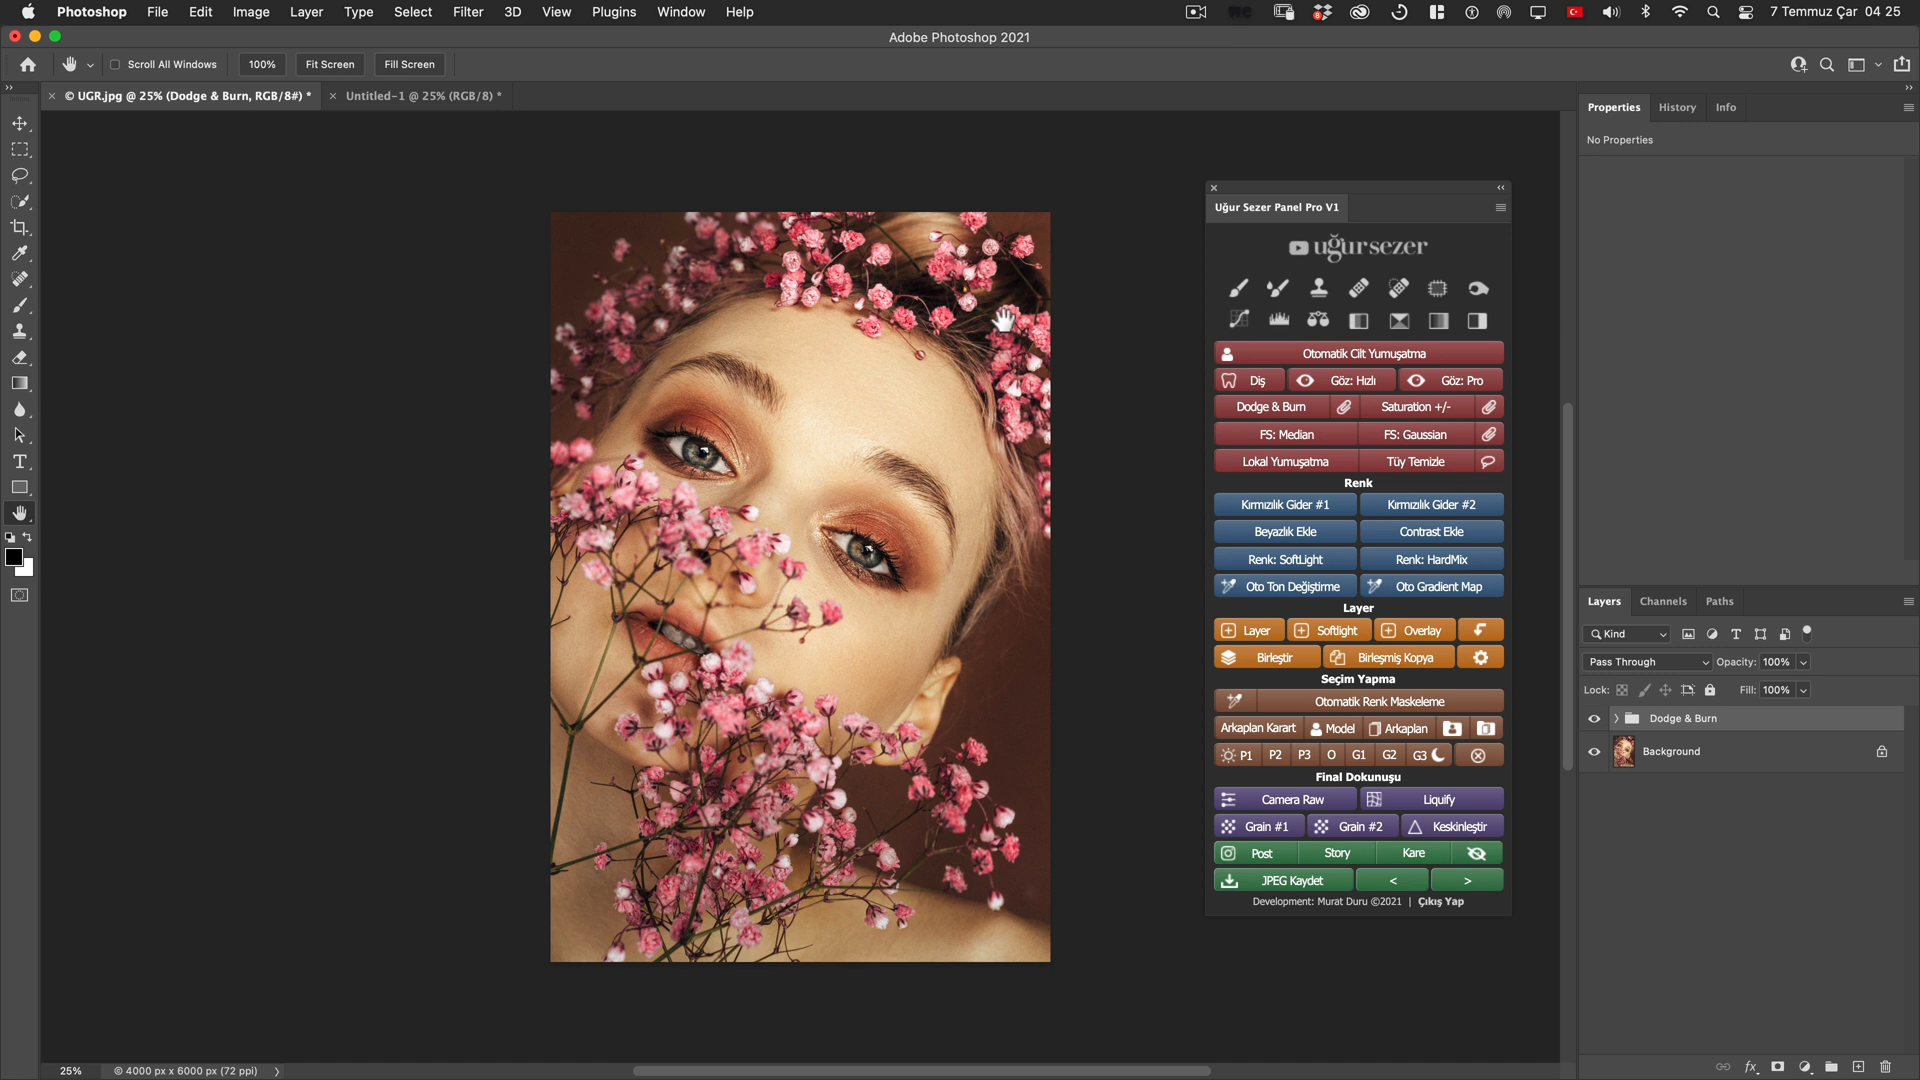 Photoshop File Edit Image Layer Type Select Filter 3D View Plugins Window Help 7 Temmuz Çar 04 25
Adobe Photoshop 2021
Scroll All Windows 100% Fit Screen Fill Screen
© UGR.jpg @ 25% (Dodge & Burn, RGB/8#) * Untitled-1 @ 25% (RGB/8) *
Properties History Info
No Properties
Uğur Sezer Panel Pro V1
uğursezer
Otomatik Cilt Yumuşatma
Diş Göz: Hızlı Göz: Pro
Dodge & Burn Saturation +/-
FS: Median FS: Gaussian
Lokal Yumuşatma Tüy Temizle
Renk
Kırmızılık Gider #1 Kırmızılık Gider #2
Beyazlık Ekle Contrast Ekle
Renk: SoftLight Renk: HardMix
Oto Ton Değiştirme Oto Gradient Map
Layer
Layer Softlight Overlay
Birleştir Birleşmiş Kopya
Seçim Yapma
Otomatik Renk Maskeleme
Arkaplan Karart Model Arkaplan
P1 P2 P3 O G1 G2 G3
Final Dokunuşu
Camera Raw Liquify
Grain #1 Grain #2 Keskinleştir
Post Story Kare
JPEG Kaydet < >
Development: Murat Duru ©2021 | Çıkış Yap
Layers Channels Paths
Kind
Pass Through Opacity: 100%
Lock: Fill: 100%
Dodge & Burn
Background
fx
25% © 4000 px x 6000 px (72 ppi)